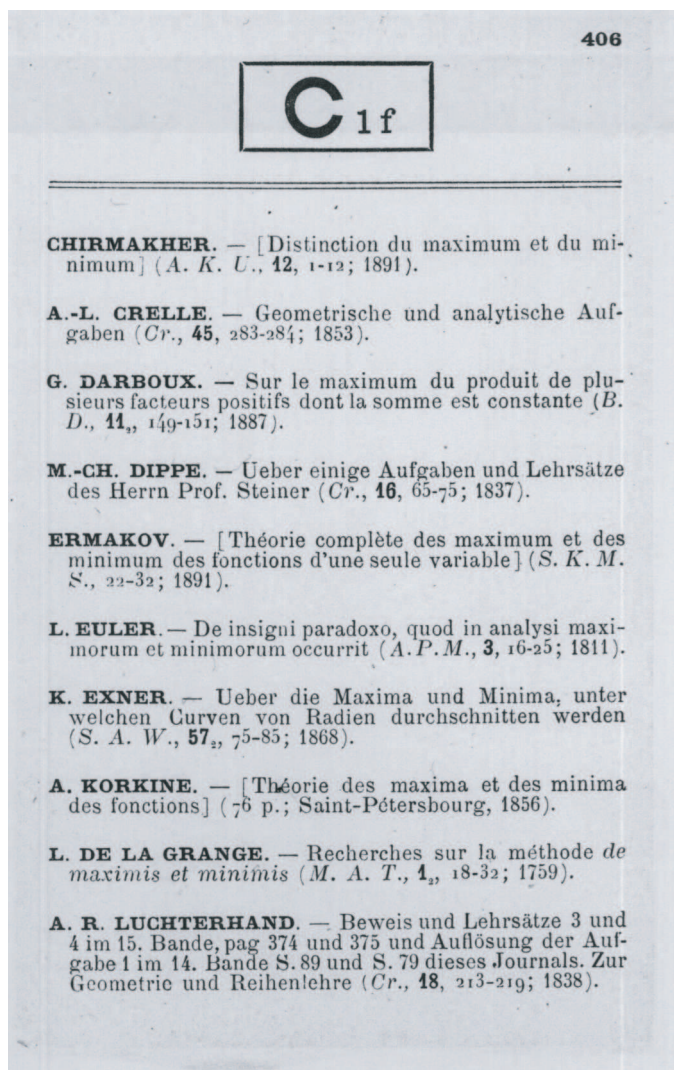 406
C 1 f
CHIRMAKHER. — [Distinction du maximum et du mi-
nimum] (A. K. U., 12, 1-12; 1891).
A.-L. CRELLE. — Geometrische und analytische Auf-
gaben (Cr., 45, 283-284; 1853).
G. DARBOUX. — Sur le maximum du produit de plu-
sieurs facteurs positifs dont la somme est constante (B.
D., 11₂, 149-151; 1887).
M.-CH. DIPPE. — Ueber einige Aufgaben und Lehrsätze
des Herrn Prof. Steiner (Cr., 16, 65-75; 1837).
ERMAKOV. — [Théorie complète des maximum et des
minimum des fonctions d'une seule variable] (S. K. M.
S., 22-32; 1891).
L. EULER. — De insigni paradoxo, quod in analysi maxi-
morum et minimorum occurrit (A. P. M., 3, 16-25; 1811).
K. EXNER. — Ueber die Maxima und Minima, unter
welchen Curven von Radien durchschnitten werden
(S. A. W., 57₂, 75-85; 1868).
A. KORKINE. — [Théorie des maxima et des minima
des fonctions] (76 p.; Saint-Pétersbourg, 1856).
L. DE LA GRANGE. — Recherches sur la méthode de
maximis et minimis (M. A. T., 1₂, 18-32; 1759).
A. R. LUCHTERHAND. — Beweis und Lehrsätze 3 und
4 im 15. Bande, pag 374 und 375 und Auflösung der Auf-
gabe 1 im 14. Bande S. 89 und S. 79 dieses Journals. Zur
Geometrie und Reihenlehre (Cr., 18, 213-219; 1838).